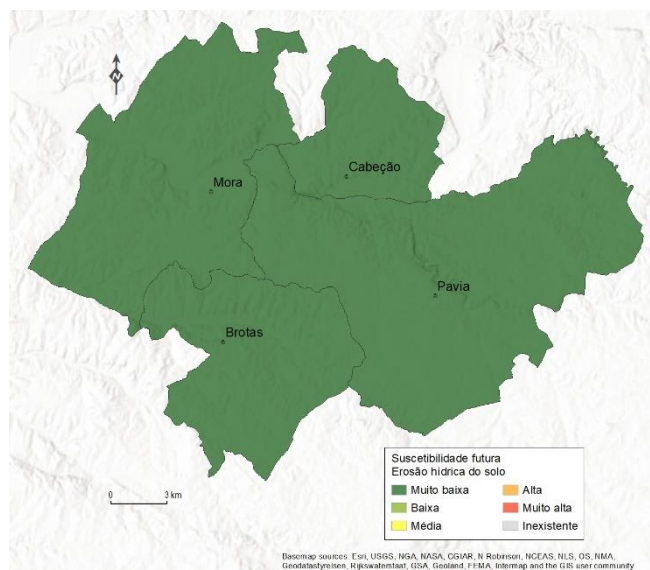 N
Cabeção
Mora
Pavia
Brotas
Suscetibilidade futura
Erosão hídrica do solo
Muito baixa
Alta
Baixa
Muito alta
Média
Inexistente
0 3 km
Basemap sources: Esri, USGS, NGA, NASA, CGIAR, N Robinson, NCEAS, NLS, OS, NMA,
Geodatastyrelsen, Rijkswaterstaat, GSA, Geoland, FEMA, Intermap and the GIS user community